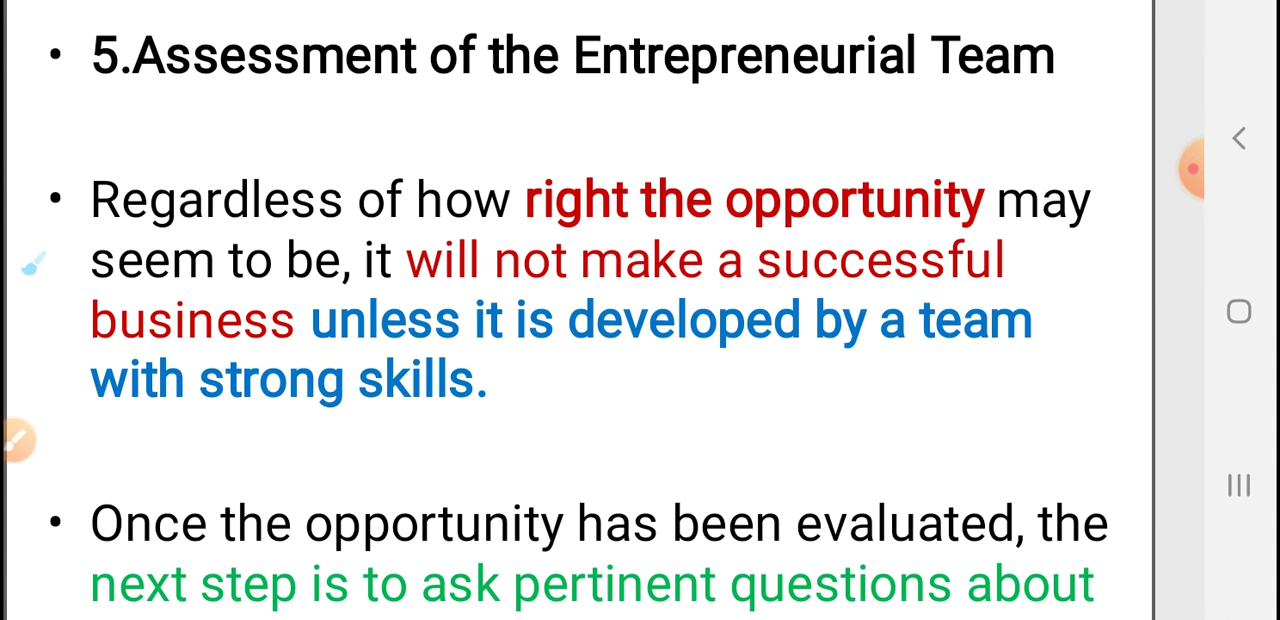 • 5.Assessment of the Entrepreneurial Team
• Regardless of how right the opportunity may
seem to be, it will not make a successful
business unless it is developed by a team
with strong skills.
• Once the opportunity has been evaluated, the
next step is to ask pertinent questions about